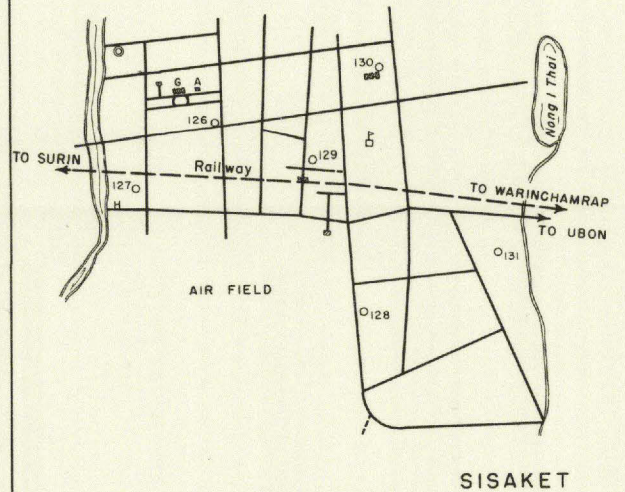 Nong I Thai
130
G A
126
129
TO SURIN
Railway
127
TO WARINCHAMRAP
H
TO UBON
131
AIR FIELD
128
SISAKET